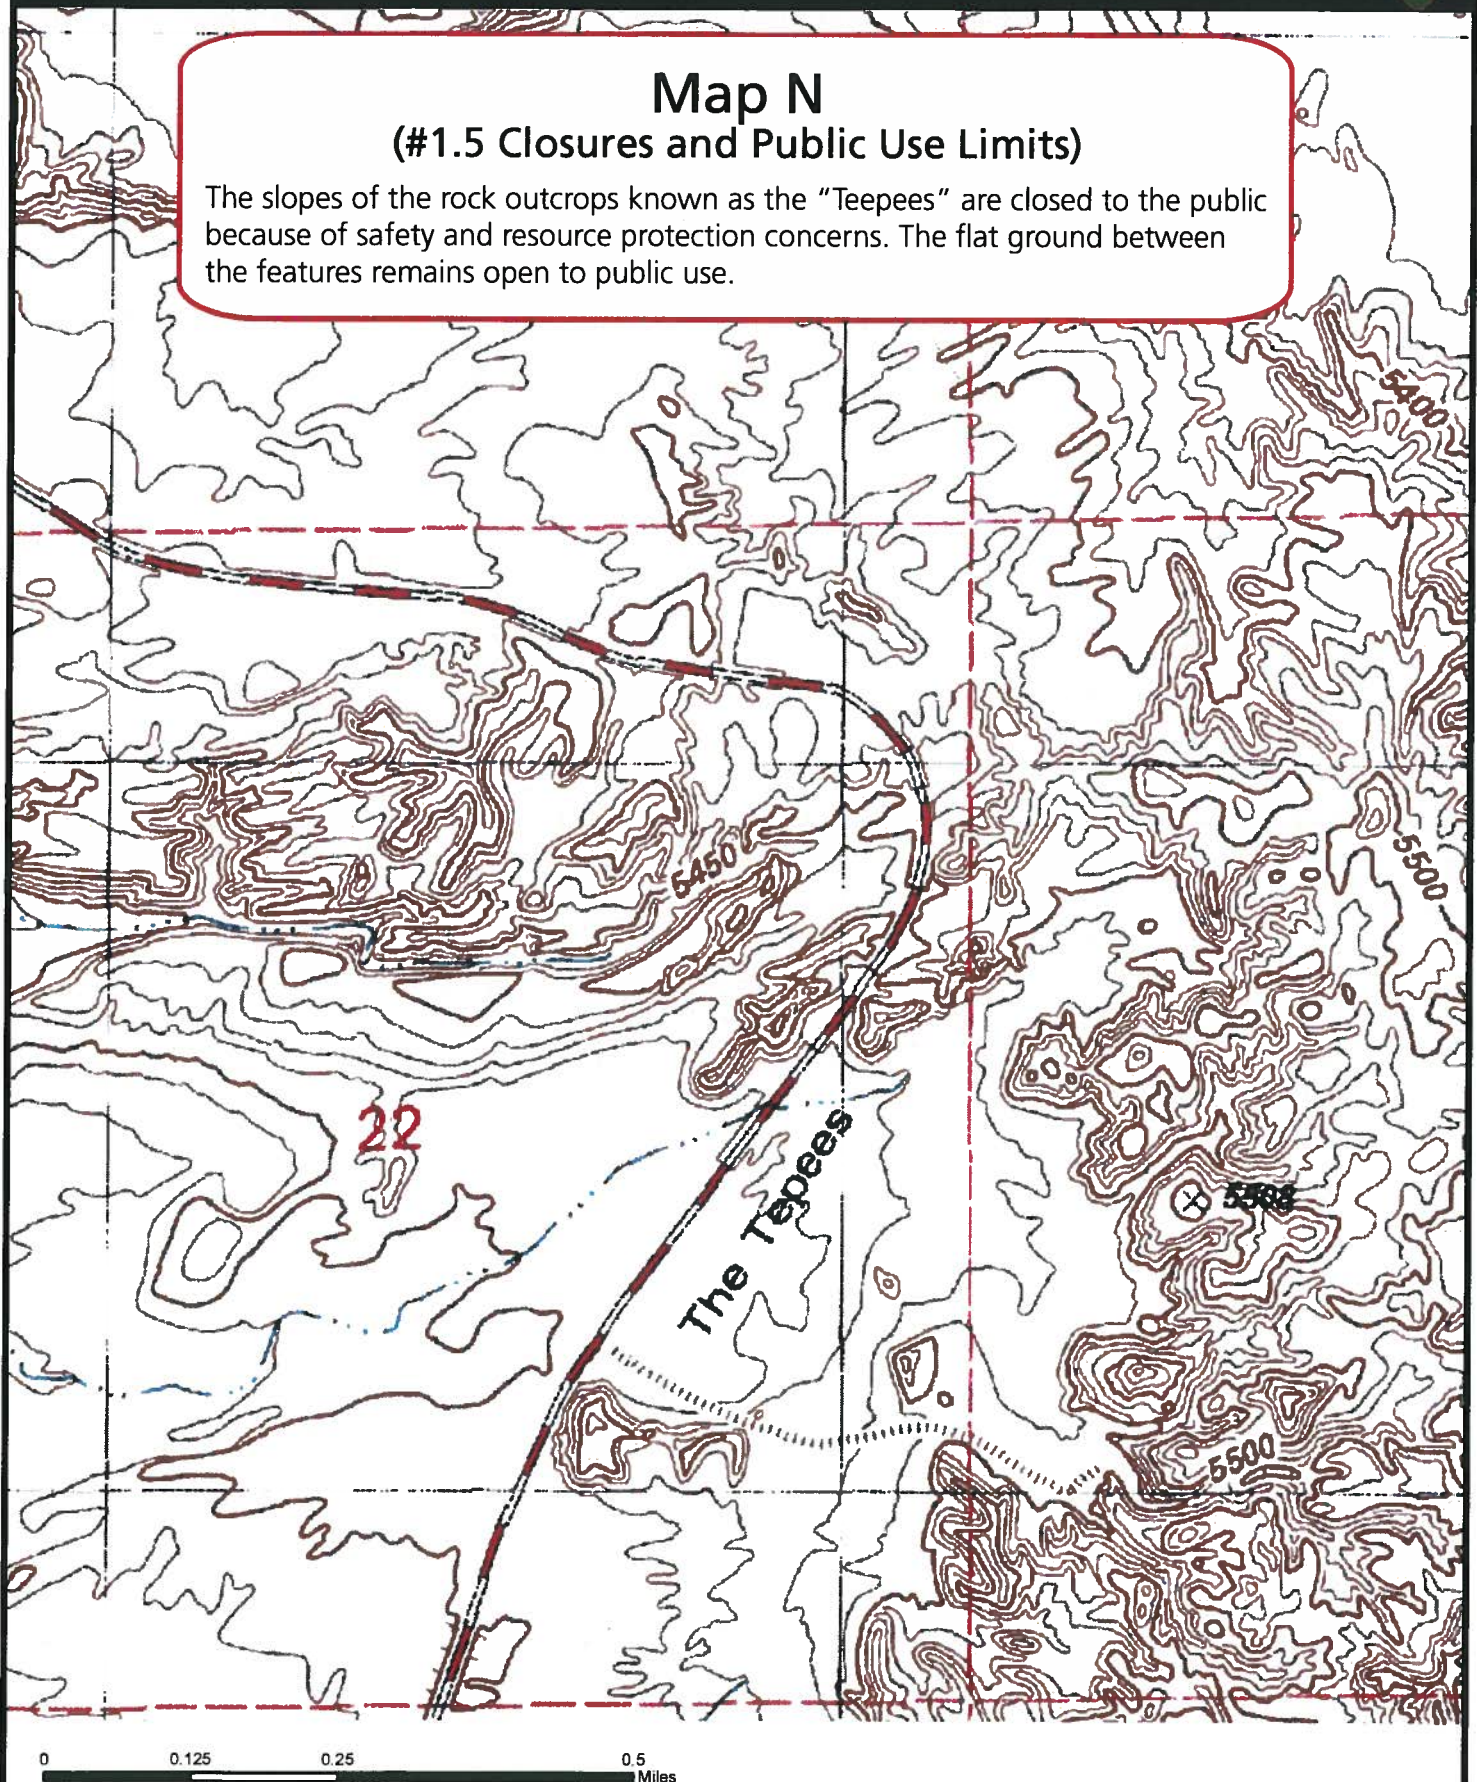 Map N
(#1.5 Closures and Public Use Limits)
The slopes of the rock outcrops known as the "Teepees" are closed to the public
because of safety and resource protection concerns. The flat ground between
the features remains open to public use.
5400
5450
5500
22
The Tepees
5508
5500
0 0.125 0.25 0.5
Miles